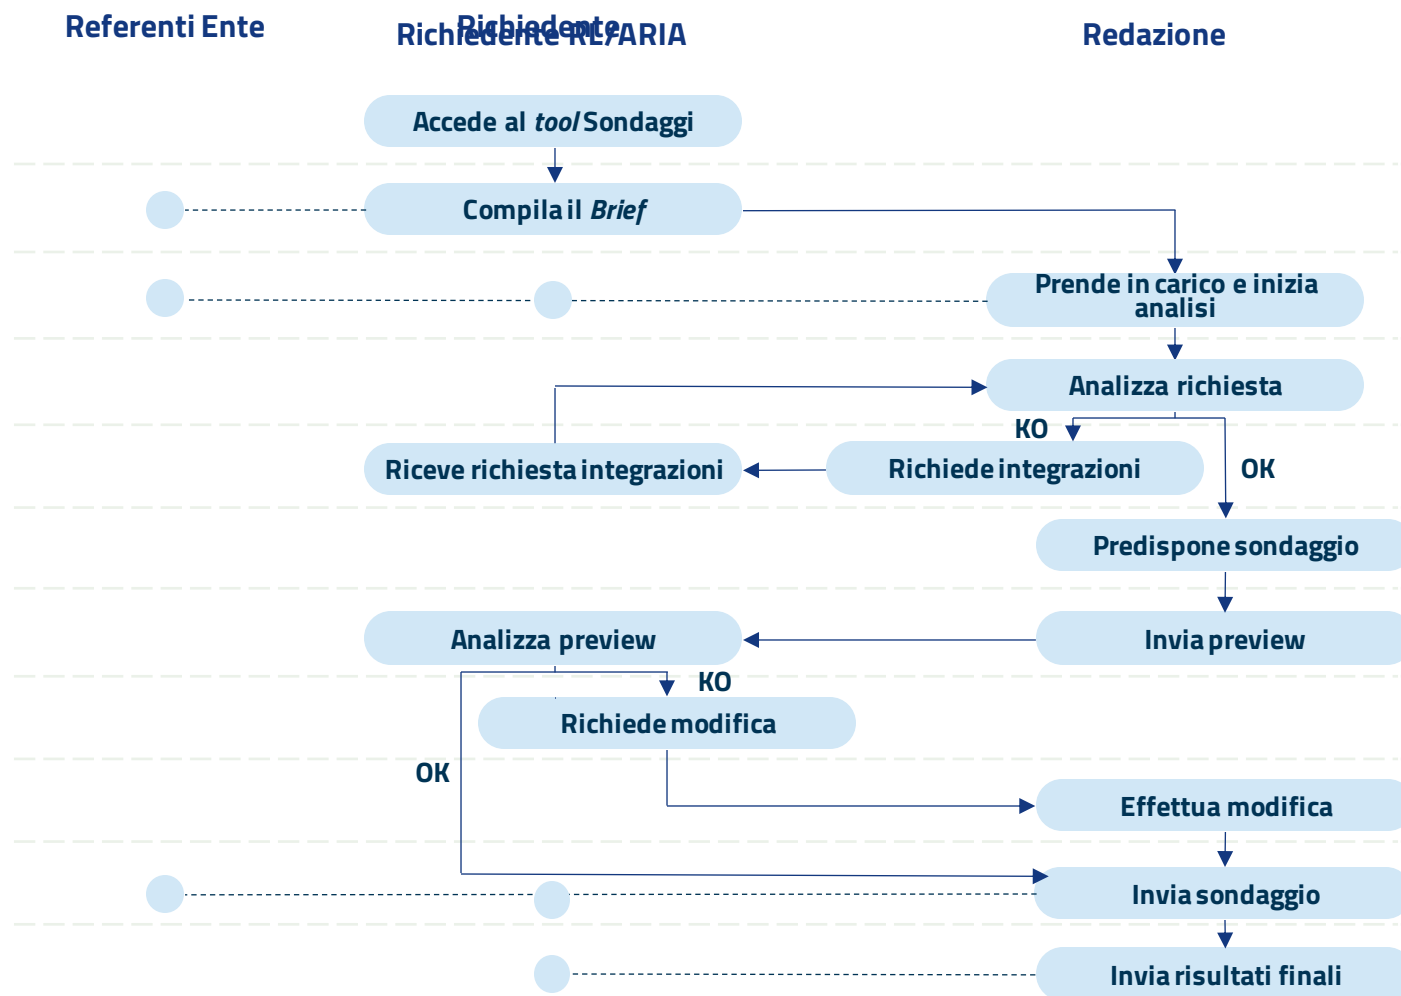 Referenti Ente
Richiedente
Richiedente RL/ARIA
Redazione
Accede al tool Sondaggi
Compila il Brief
Prende in carico e inizia
analisi
Analizza richiesta
KO
Riceve richiesta integrazioni
Richiede integrazioni
OK
Predispone sondaggio
Analizza preview
Invia preview
KO
Richiede modifica
OK
Effettua modifica
Invia sondaggio
Invia risultati finali